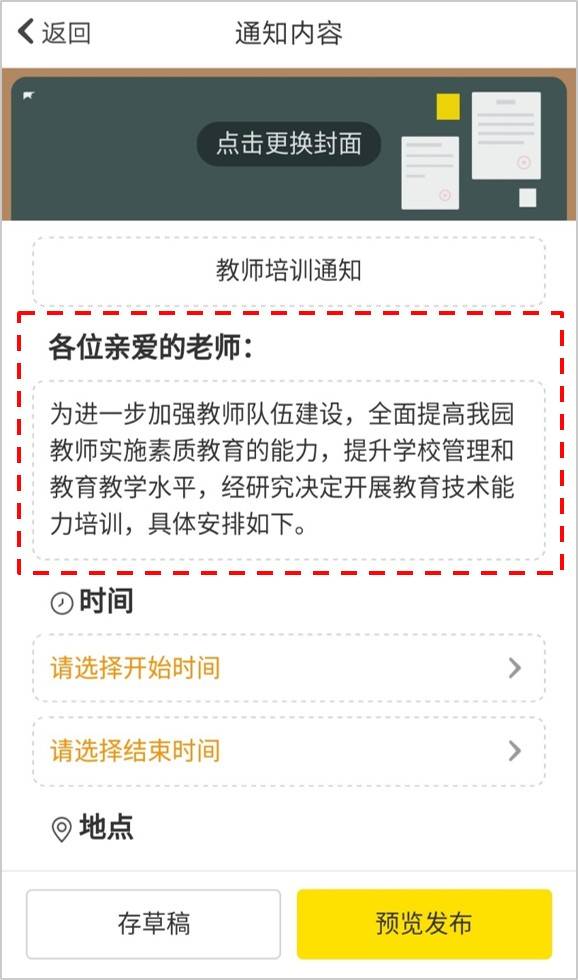 返回
通知内容
点击更换封面
教师培训通知
各位亲爱的老师：
为进一步加强教师队伍建设，全面提高我园
教师实施素质教育的能力，提升学校管理和
教育教学水平，经研究决定开展教育技术能
力培训，具体安排如下。
时间
请选择开始时间
请选择结束时间
地点
存草稿
预览发布